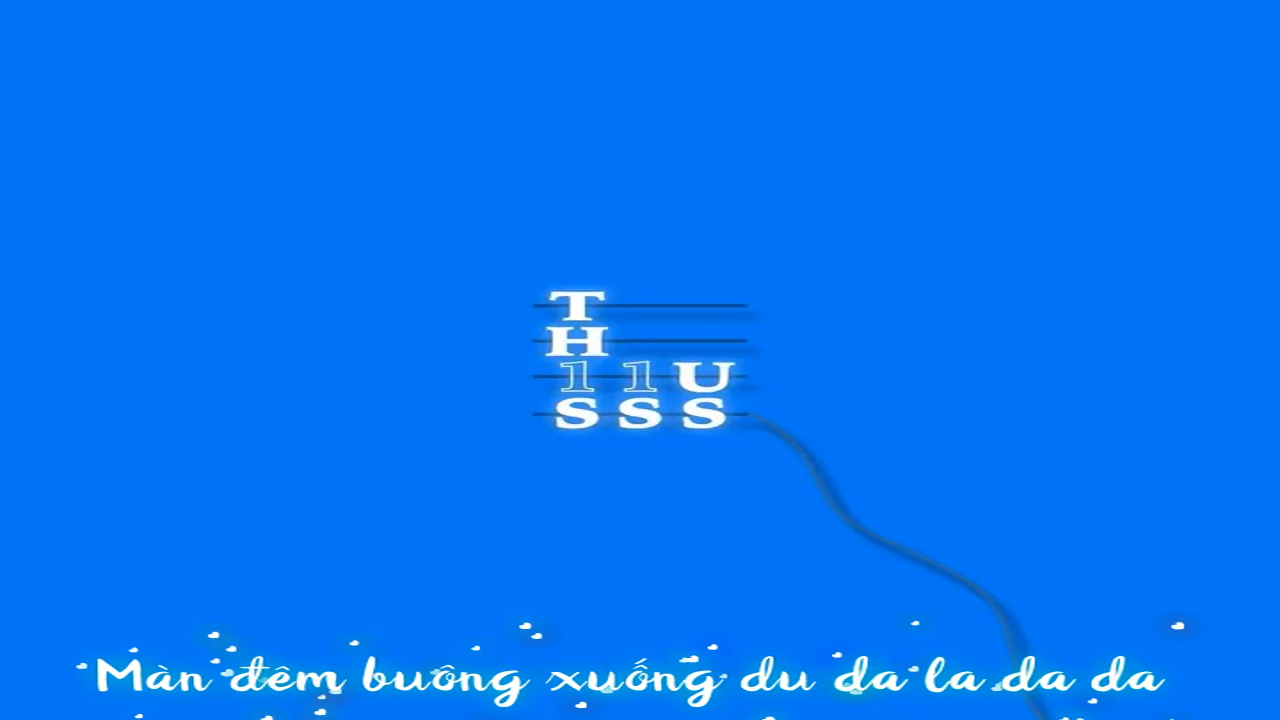 T
H
11U
SSS
Màn đêm buông xuống du da la da da